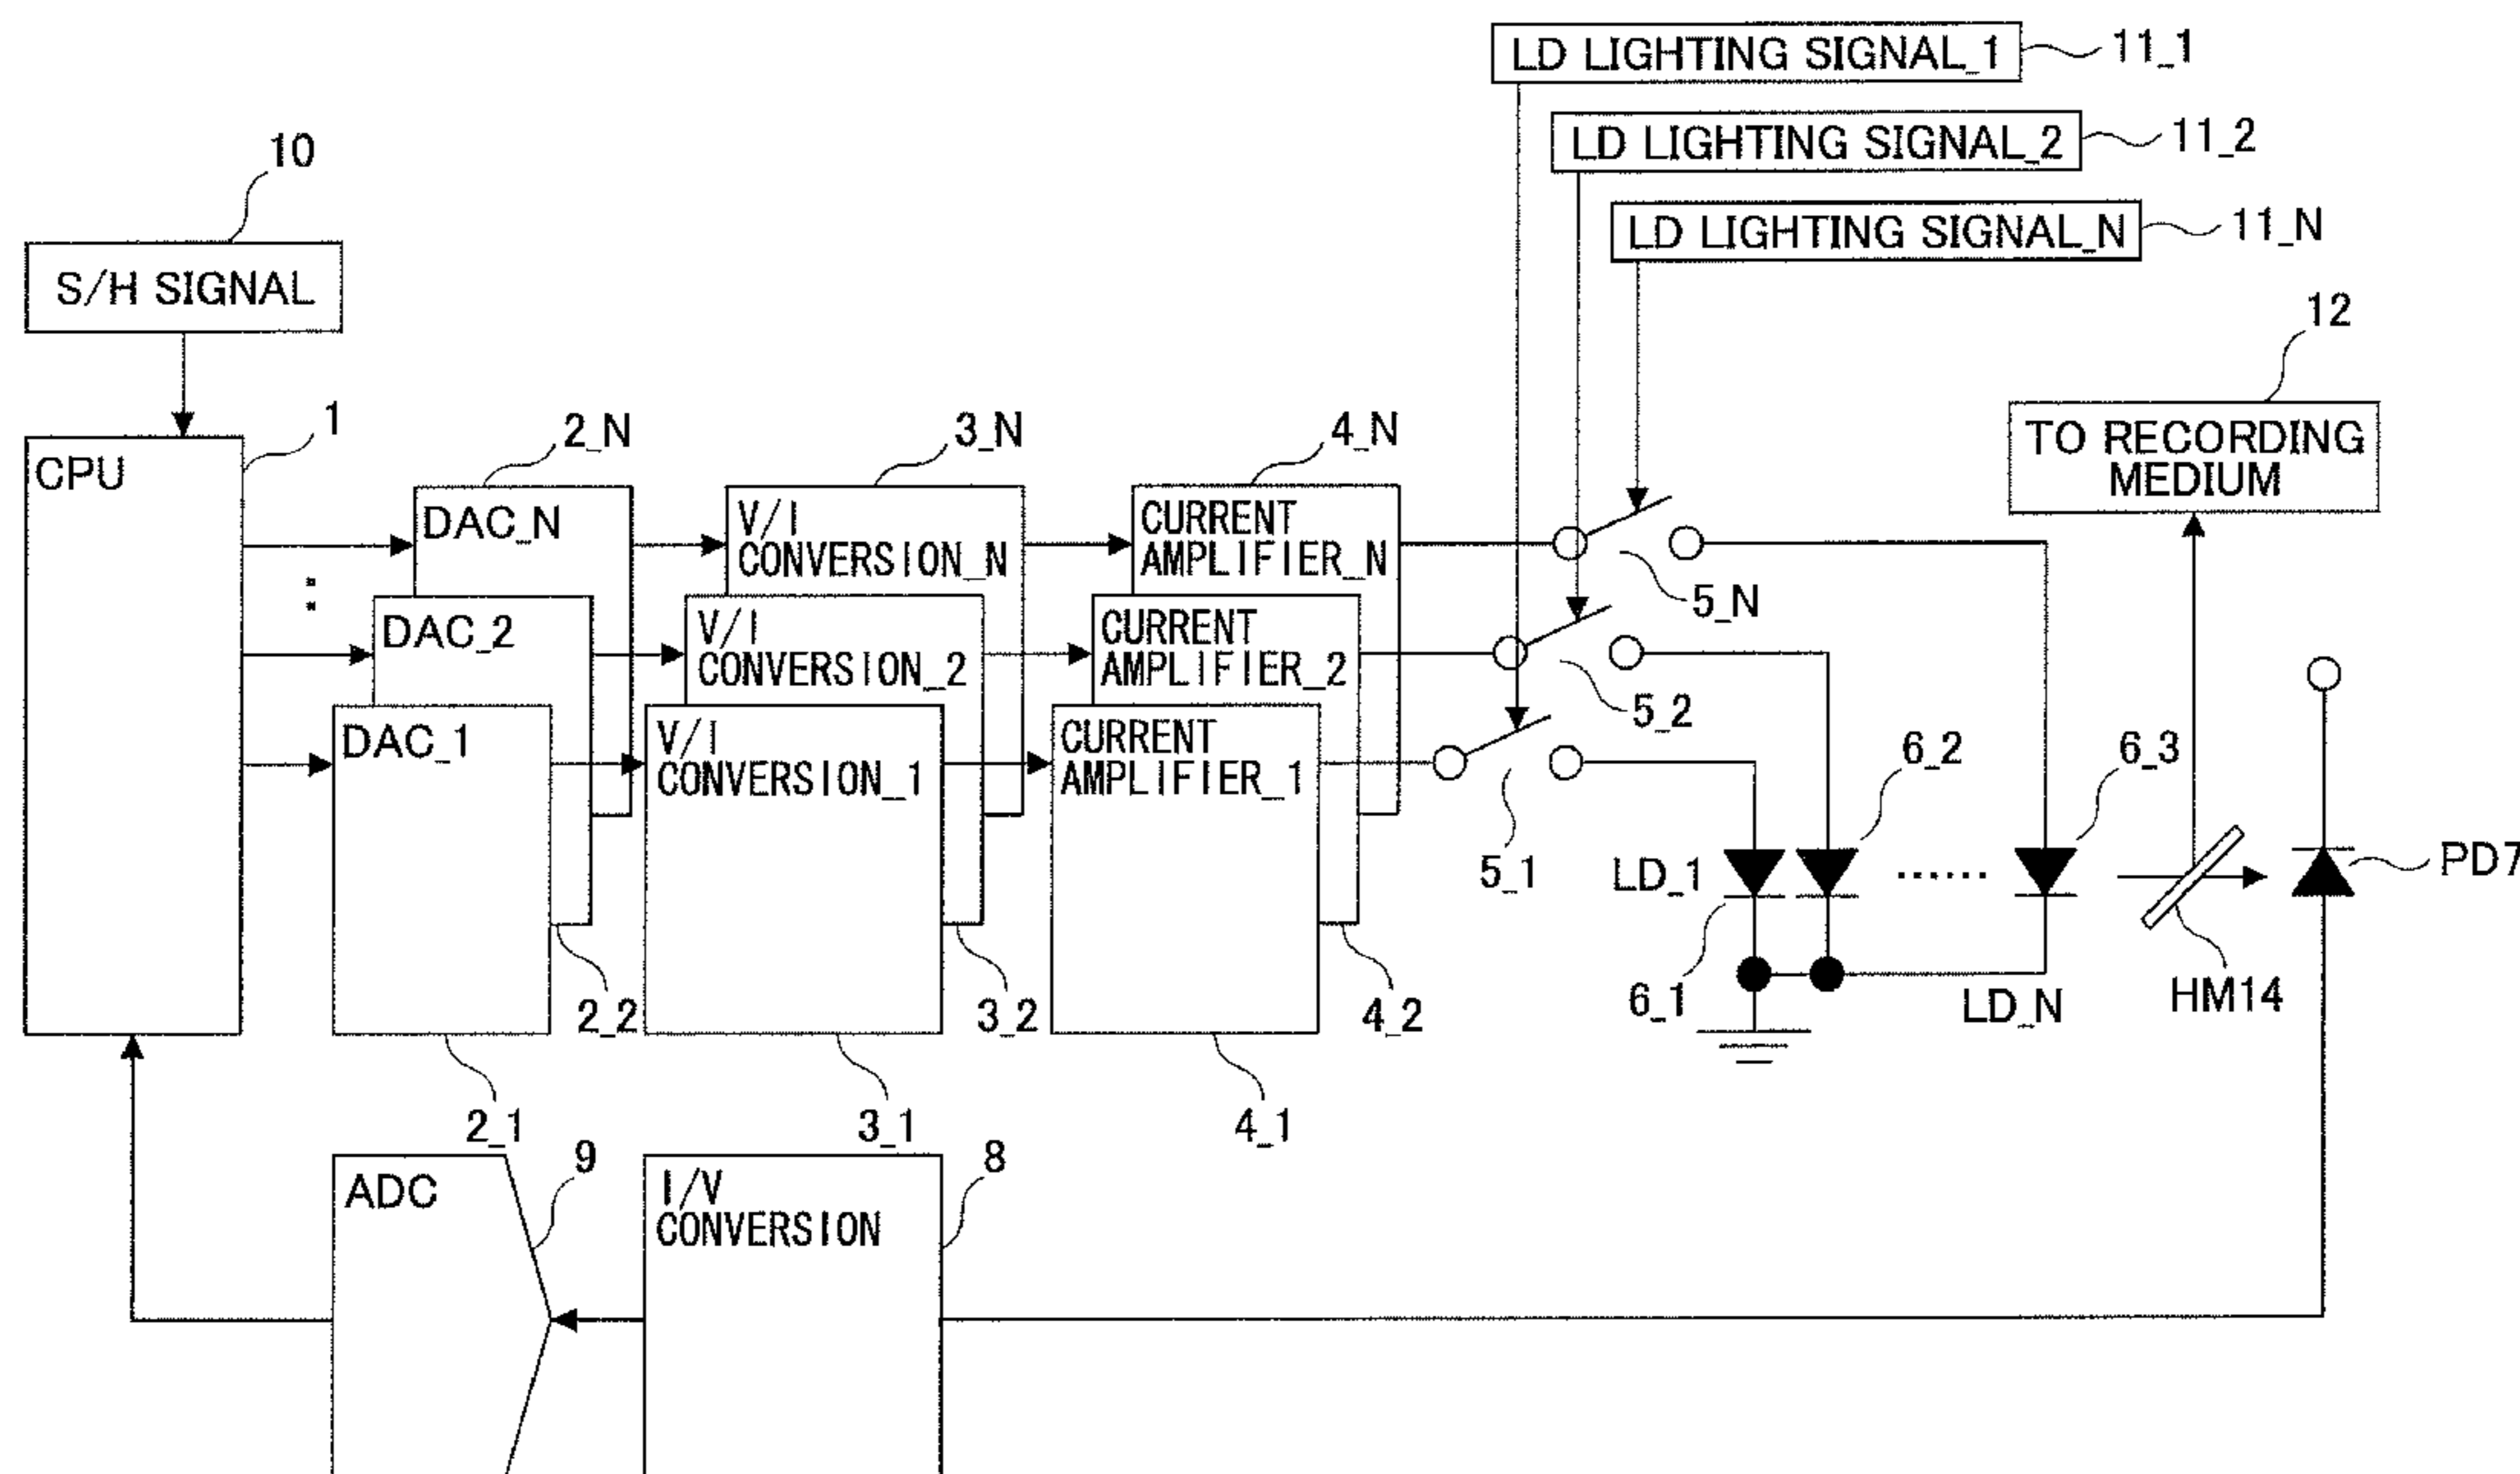 LD LIGHTING SIGNAL_1
11_1
LD LIGHTING SIGNAL_2
11_2
LD LIGHTING SIGNAL_N
11_N
10
S/H SIGNAL
12
TO RECORDING
MEDIUM
1
CPU
2_N
DAC_N
3_N
V/I
CONVERSION_N
4_N
CURRENT
AMPLIFIER_N
5_N
DAC_2
V/I
CONVERSION_2
CURRENT
AMPLIFIER_2
5_2
DAC_1
V/I
CONVERSION_1
CURRENT
AMPLIFIER_1
5_1
6_2
6_3
LD_1
PD7
6_1
LD_N
HM14
2_2
3_2
4_2
2_1
3_1
4_1
ADC
9
I/V
CONVERSION
8